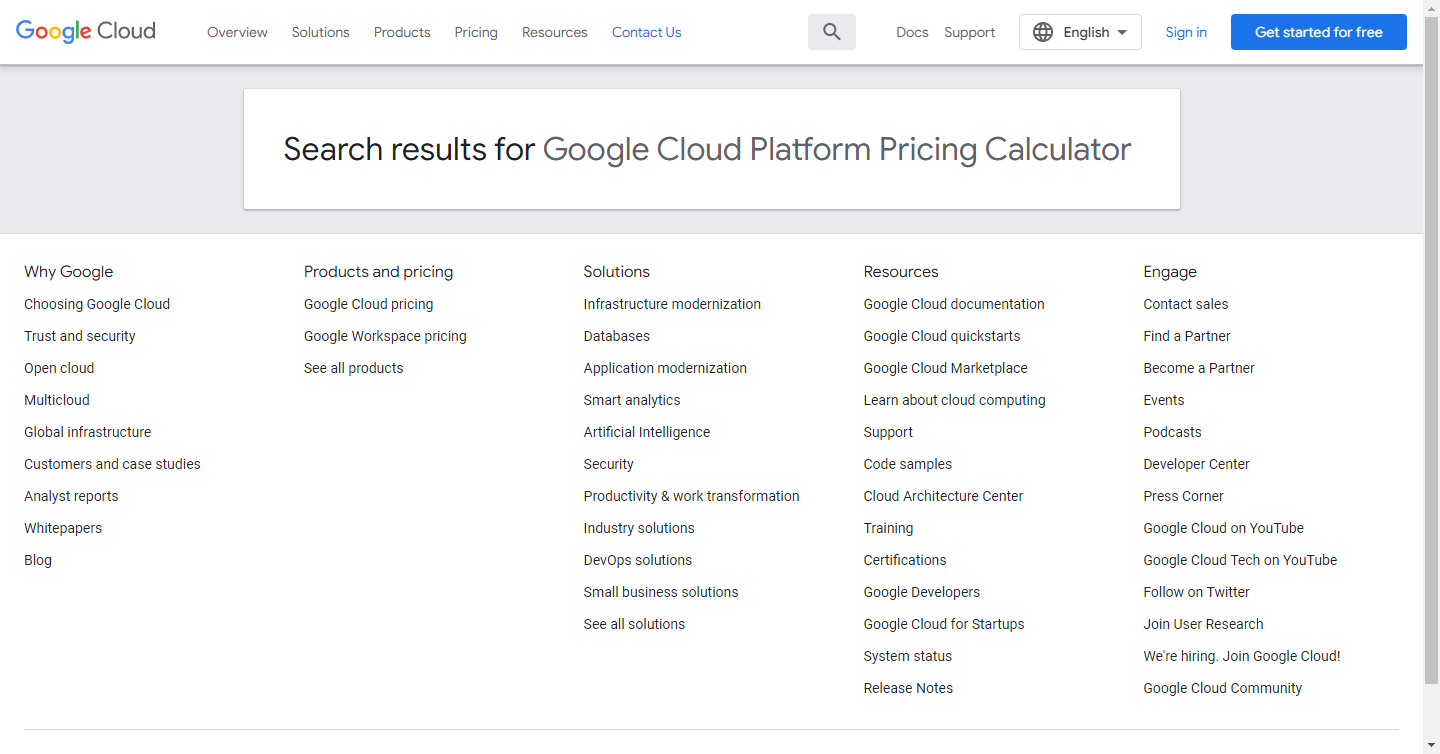 Google Cloud
Overview
Solutions
Products
Pricing
Resources
Contact Us
Docs
Support
English
Sign in
Get started for free
Search results for Google Cloud Platform Pricing Calculator
Why Google
Choosing Google Cloud
Trust and security
Open cloud
Multicloud
Global infrastructure
Customers and case studies
Analyst reports
Whitepapers
Blog
Products and pricing
Google Cloud pricing
Google Workspace pricing
See all products
Solutions
Infrastructure modernization
Databases
Application modernization
Smart analytics
Artificial Intelligence
Security
Productivity & work transformation
Industry solutions
DevOps solutions
Small business solutions
See all solutions
Resources
Google Cloud documentation
Google Cloud quickstarts
Google Cloud Marketplace
Learn about cloud computing
Support
Code samples
Cloud Architecture Center
Training
Certifications
Google Developers
Google Cloud for Startups
System status
Release Notes
Engage
Contact sales
Find a Partner
Become a Partner
Events
Podcasts
Developer Center
Press Corner
Google Cloud on YouTube
Google Cloud Tech on YouTube
Follow on Twitter
Join User Research
We're hiring. Join Google Cloud!
Google Cloud Community